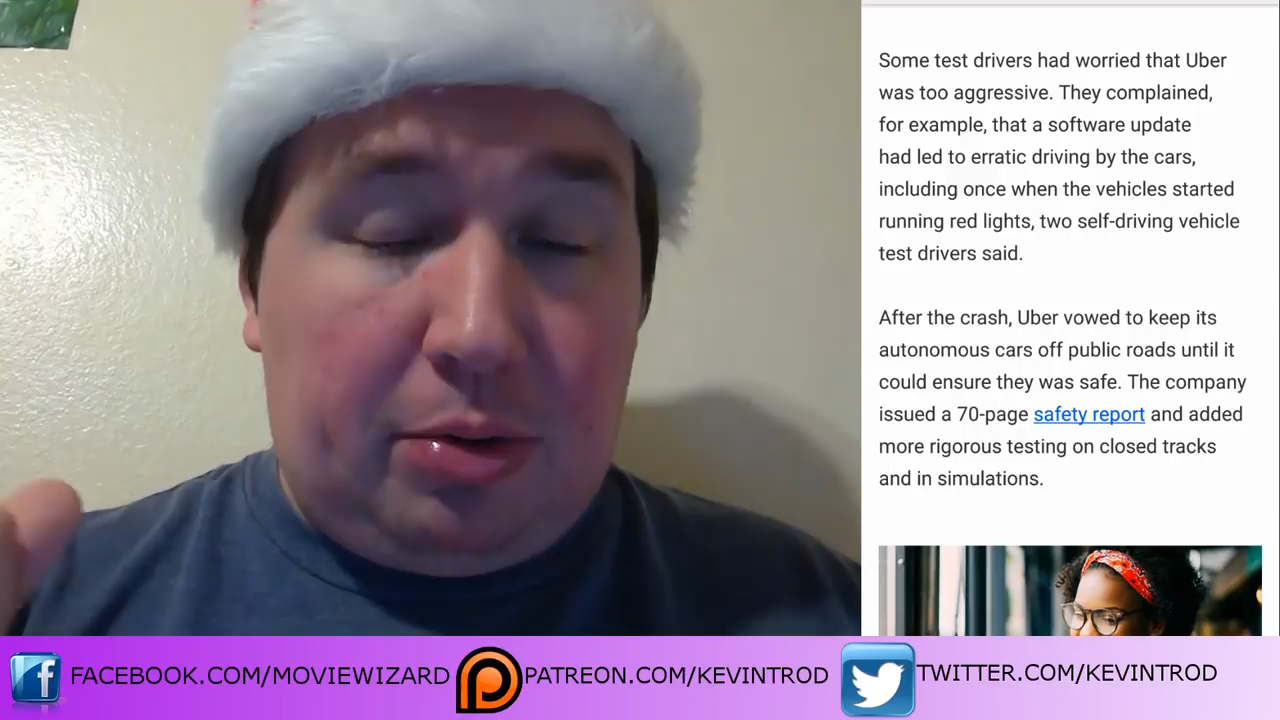 Some test drivers had worried that Uber
was too aggressive. They complained,
for example, that a software update
had led to erratic driving by the cars,
including once when the vehicles started
running red lights, two self-driving vehicle
test drivers said.
After the crash, Uber vowed to keep its
autonomous cars off public roads until it
could ensure they was safe. The company
issued a 70-page safety report and added
more rigorous testing on closed tracks
and in simulations.
FACEBOOK.COM/MOVIEWIZARD
PATREON.COM/KEVINTROD
TWITTER.COM/KEVINTROD